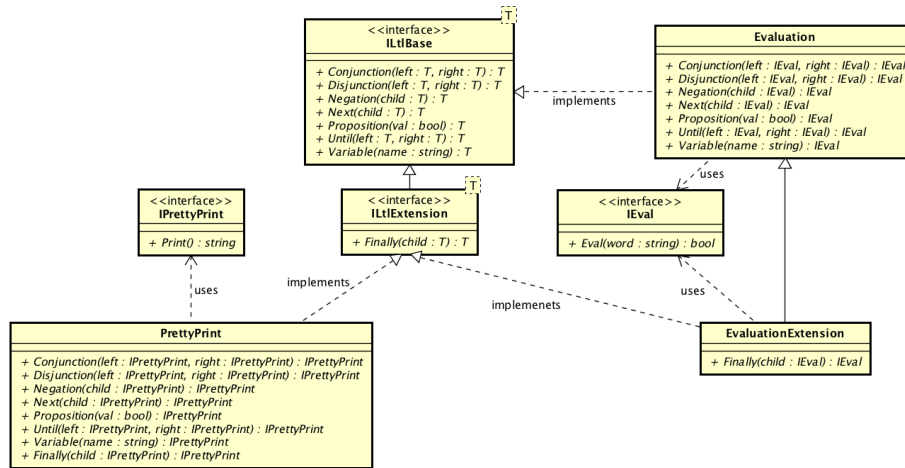 T
<<interface>>
ILtlBase
+ Conjunction(left : T, right : T) : T
+ Disjunction(left : T, right : T) : T
+ Negation(child : T) : T
+ Next(child : T) : T
+ Proposition(val : bool) : T
+ Until(left : T, right : T) : T
+ Variable(name : string) : T
implements
Evaluation
+ Conjunction(left : IEval, right : IEval) : IEval
+ Disjunction(left : IEval, right : IEval) : IEval
+ Negation(child : IEval) : IEval
+ Next(child : IEval) : IEval
+ Proposition(val : bool) : IEval
+ Until(left : IEval, right : IEval) : IEval
+ Variable(name : string) : IEval
uses
<<interface>>
IPrettyPrint
+ Print() : string
T
<<interface>>
ILtlExtension
+ Finally(child : T) : T
<<interface>>
IEval
+ Eval(word : string) : bool
uses
implements
implemenets
uses
PrettyPrint
+ Conjunction(left : IPrettyPrint, right : IPrettyPrint) : IPrettyPrint
+ Disjunction(left : IPrettyPrint, right : IPrettyPrint) : IPrettyPrint
+ Negation(child : IPrettyPrint) : IPrettyPrint
+ Next(child : IPrettyPrint) : IPrettyPrint
+ Proposition(val : bool) : IPrettyPrint
+ Until(left : IPrettyPrint, right : IPrettyPrint) : IPrettyPrint
+ Variable(name : string) : IPrettyPrint
+ Finally(child : IPrettyPrint) : IPrettyPrint
EvaluationExtension
+ Finally(child : IEval) : IEval